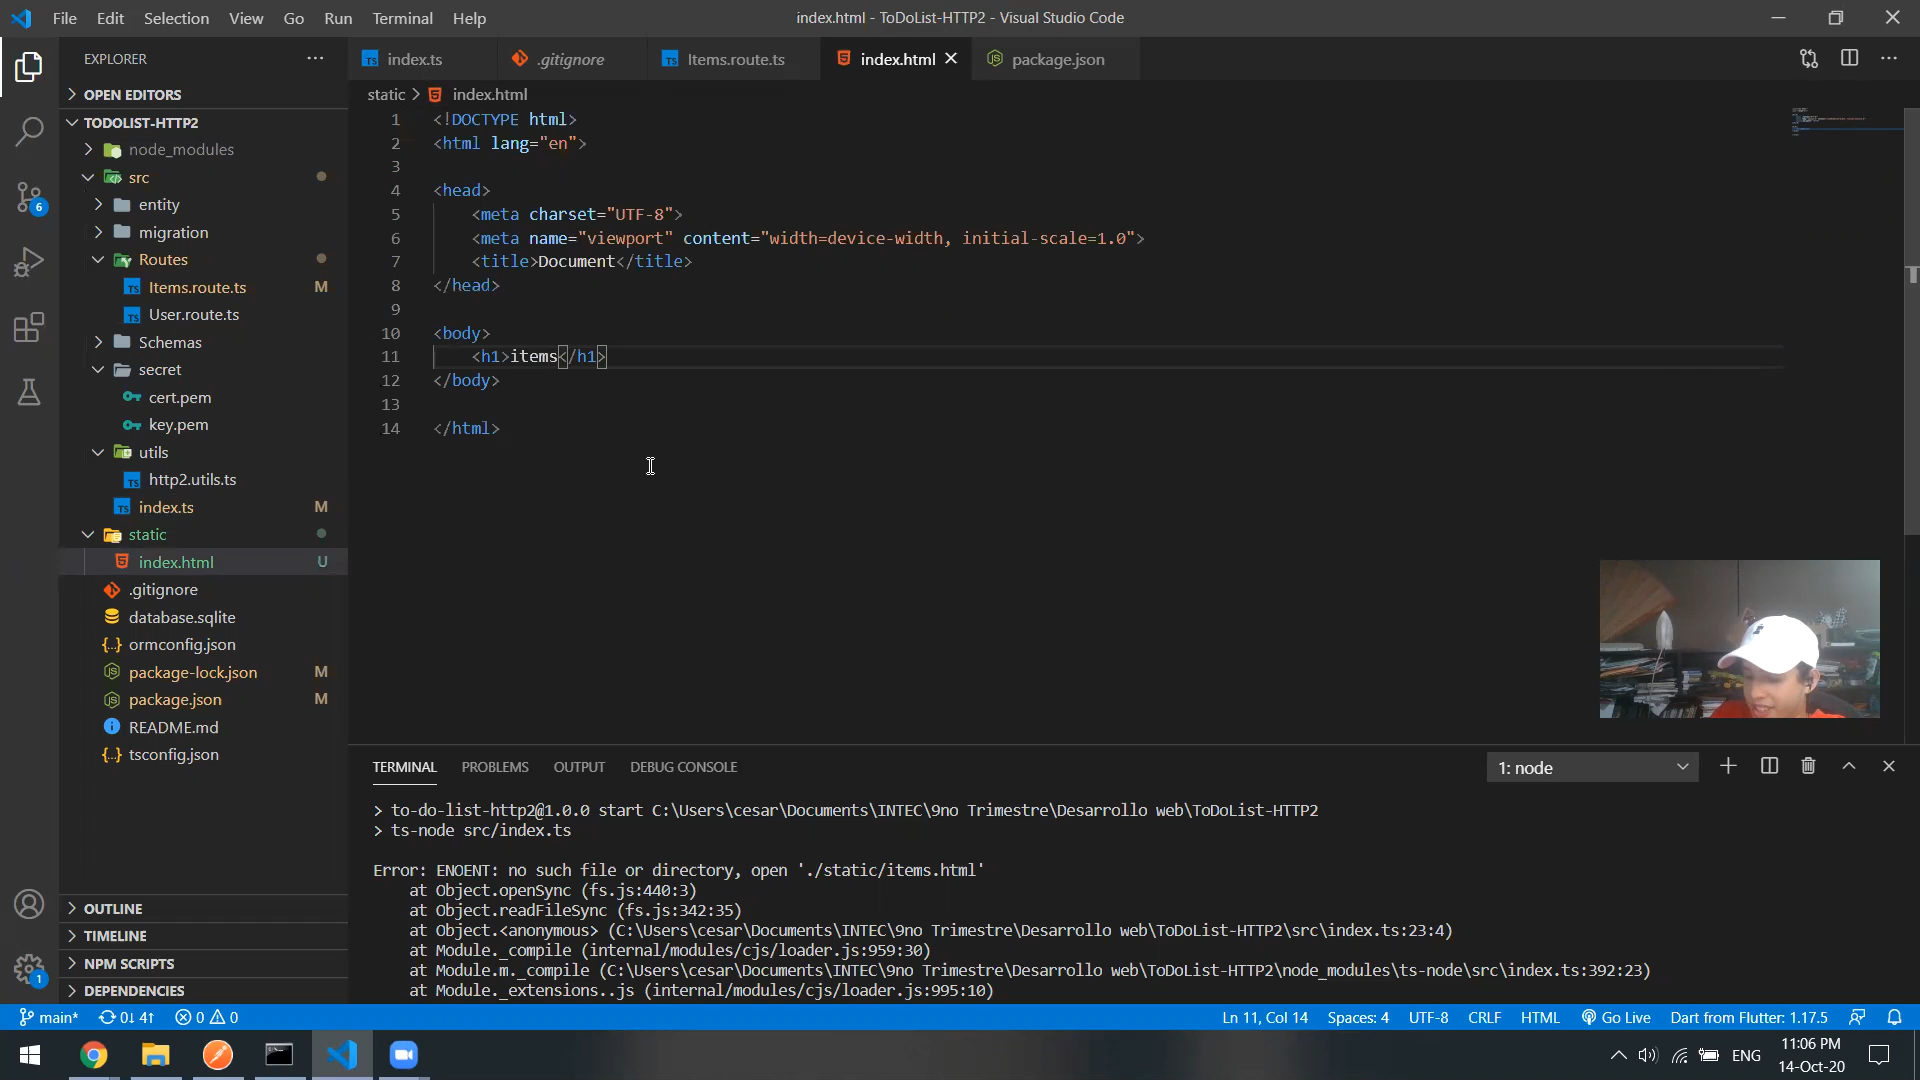 File Edit Selection View Go Run Terminal Help
index.html - ToDoList-HTTP2 - Visual Studio Code
EXPLORER
OPEN EDITORS
TODOLIST-HTTP2
node_modules
src
entity
migration
Routes
Items.route.ts M
User.route.ts
Schemas
secret
cert.pem
key.pem
utils
http2.utils.ts
index.ts M
static
index.html U
.gitignore
database.sqlite
ormconfig.json
package-lock.json M
package.json M
README.md
tsconfig.json
OUTLINE
TIMELINE
NPM SCRIPTS
DEPENDENCIES
6
1
index.ts .gitignore Items.route.ts index.html package.json
static > index.html
1 <!DOCTYPE html>
2 <html lang="en">
3
4 <head>
5 <meta charset="UTF-8">
6 <meta name="viewport" content="width=device-width, initial-scale=1.0">
7 <title>Document</title>
8 </head>
9
10 <body>
11 <h1>items</h1>
12 </body>
13
14 </html>
TERMINAL PROBLEMS OUTPUT DEBUG CONSOLE
1: node
> to-do-list-http2@1.0.0 start C:\Users\cesar\Documents\INTEC\9no Trimestre\Desarrollo web\ToDoList-HTTP2
> ts-node src/index.ts
Error: ENOENT: no such file or directory, open './static/items.html'
at Object.openSync (fs.js:440:3)
at Object.readFileSync (fs.js:342:35)
at Object.<anonymous> (C:\Users\cesar\Documents\INTEC\9no Trimestre\Desarrollo web\ToDoList-HTTP2\src\index.ts:23:4)
at Module._compile (internal/modules/cjs/loader.js:959:30)
at Module.m._compile (C:\Users\cesar\Documents\INTEC\9no Trimestre\Desarrollo web\ToDoList-HTTP2\node_modules\ts-node\src\index.ts:392:23)
at Module._extensions..js (internal/modules/cjs/loader.js:995:10)
main* 0↓ 4↑ 0 0
Ln 11, Col 14 Spaces: 4 UTF-8 CRLF HTML Go Live Dart from Flutter: 1.17.5
ENG
11:06 PM
14-Oct-20